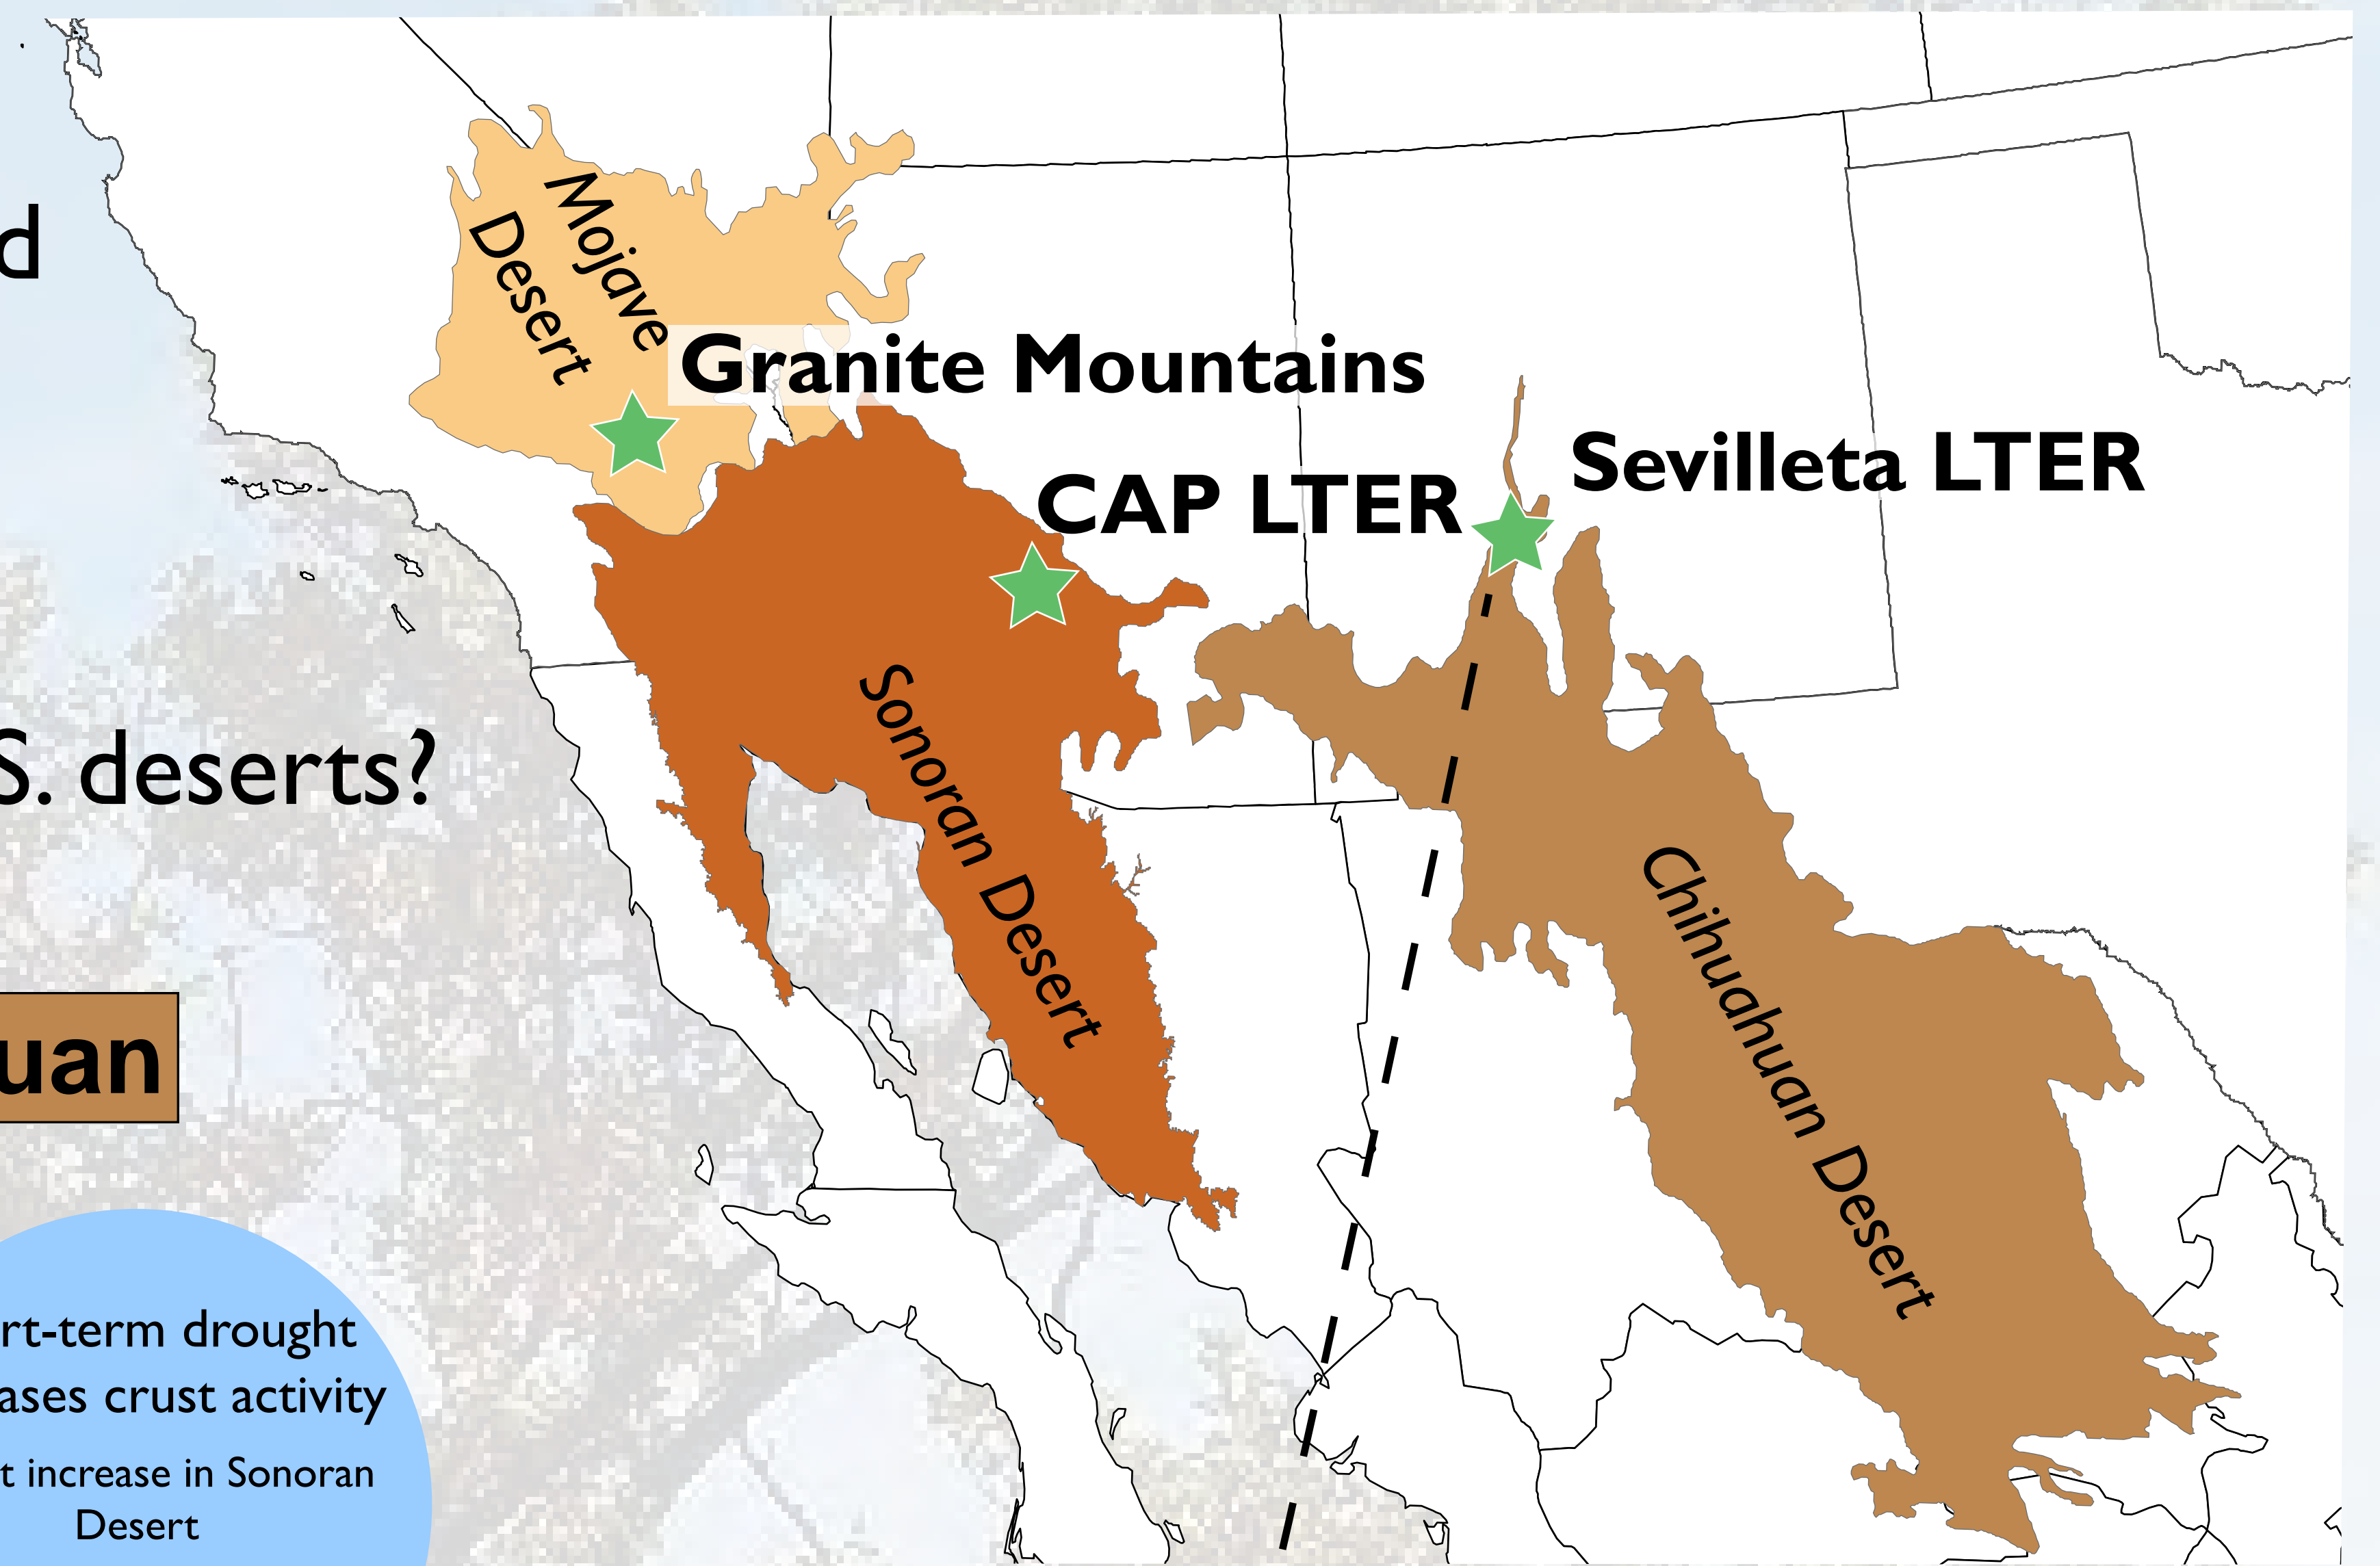 d
Mojave
Desert
Granite Mountains
Sevilleta LTER
CAP LTER
Sonoran Desert
S. deserts?
Chihuahuan Desert
uan
rt-term drought
ases crust activity
t increase in Sonoran
Desert